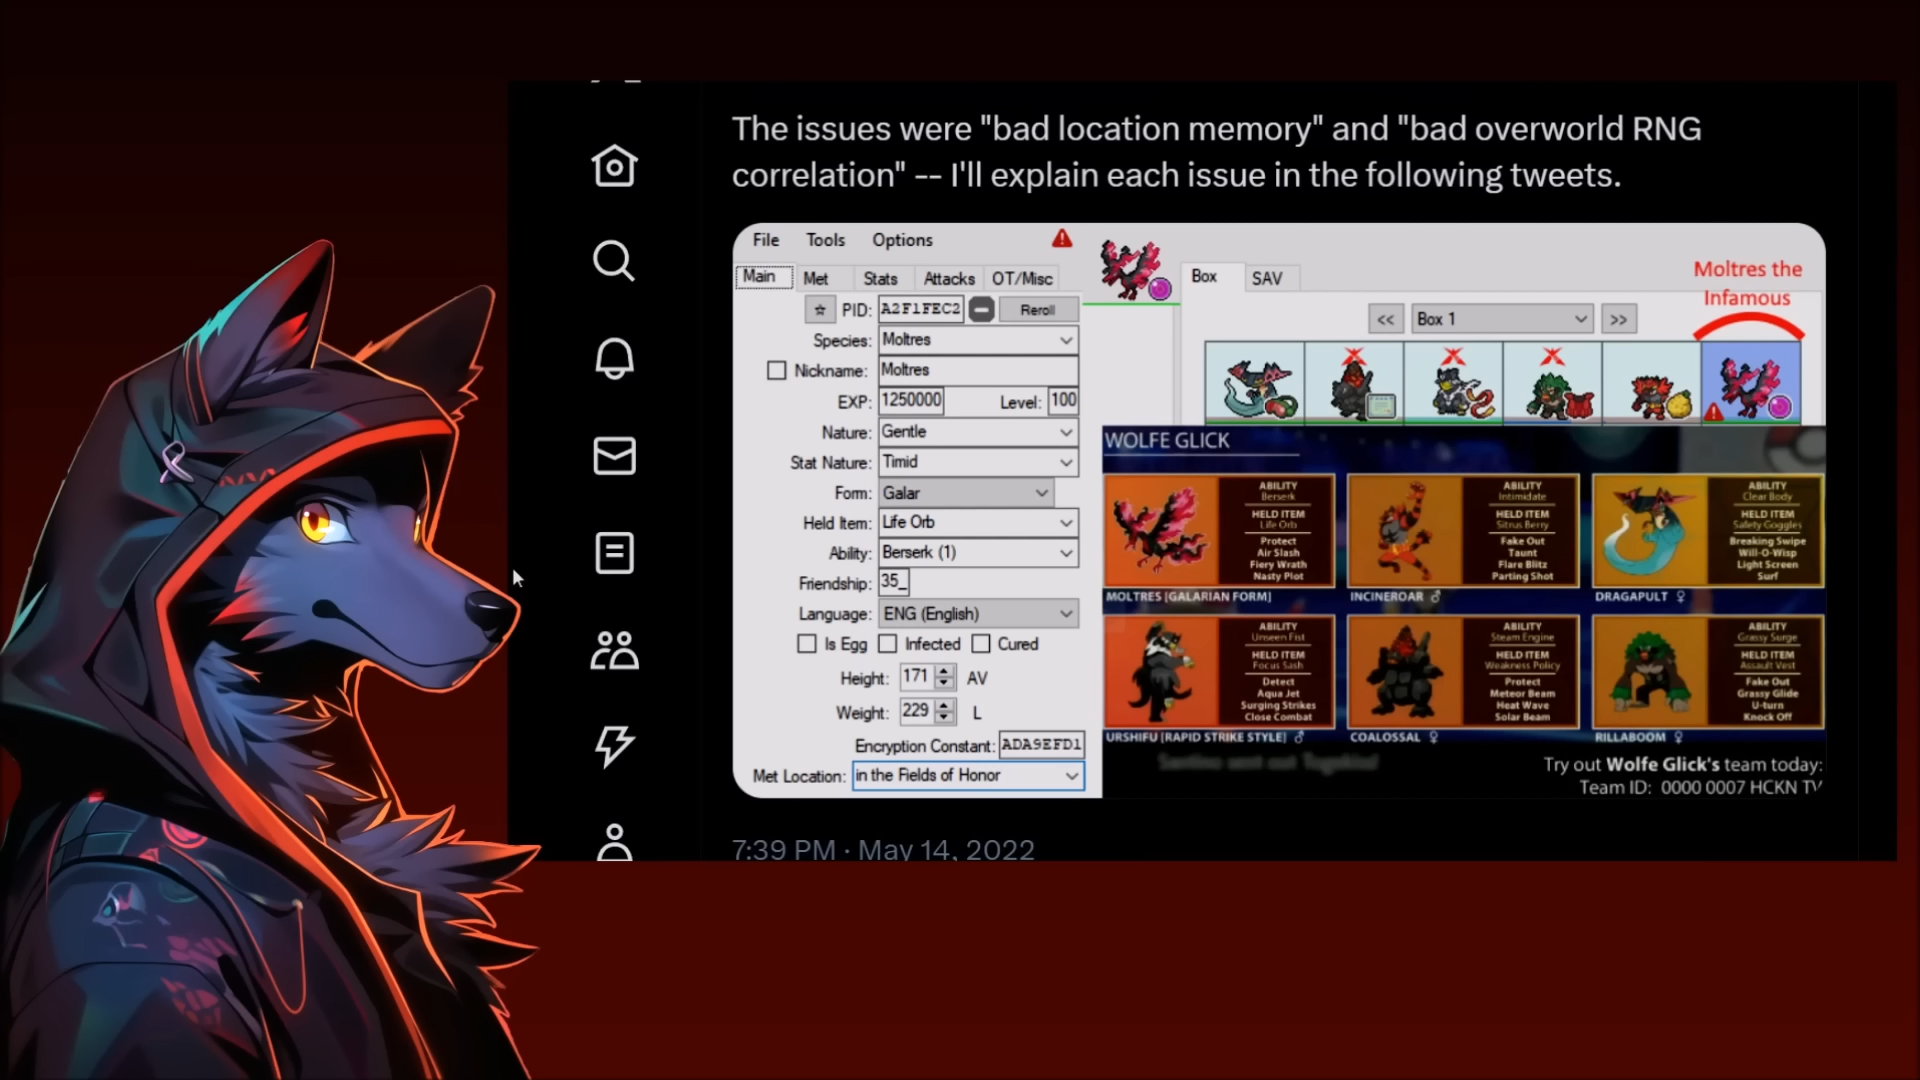 The issues were "bad location memory" and "bad overworld RNG
correlation" -- I'll explain each issue in the following tweets.
File Tools Options
Main Met Stats Attacks OT/Misc
PID: A2F1FEC2 Reroll
Species: Moltres
Nickname: Moltres
EXP: 1250000 Level: 100
Nature: Gentle
Stat Nature: Timid
Form: Galar
Held Item: Life Orb
Ability: Berserk (1)
Friendship: 35_
Language: ENG (English)
Is Egg Infected Cured
Height: 171 AV
Weight: 229 L
Encryption Constant: ADA9EFD1
Met Location: in the Fields of Honor
Box SAV
<< Box 1 >>
Moltres the
Infamous
WOLFE GLICK
ABILITY
Berserk
HELD ITEM
Life Orb
Protect
Air Slash
Fiery Wrath
Nasty Plot
MOLTRES [GALARIAN FORM]
ABILITY
Intimidate
HELD ITEM
Sitrus Berry
Fake Out
Taunt
Flare Blitz
Parting Shot
INCINEROAR ♂
ABILITY
Clear Body
HELD ITEM
Safety Goggles
Breaking Swipe
Will-O-Wisp
Light Screen
Surf
DRAGAPULT ♀
ABILITY
Unseen Fist
HELD ITEM
Focus Sash
Detect
Aqua Jet
Surging Strikes
Close Combat
URSHIFU [RAPID STRIKE STYLE] ♂
ABILITY
Steam Engine
HELD ITEM
Weakness Policy
Protect
Meteor Beam
Heat Wave
Solar Beam
COALOSSAL ♀
ABILITY
Grassy Surge
HELD ITEM
Assault Vest
Fake Out
Grassy Glide
U-turn
Knock Off
RILLABOOM ♀
Try out Wolfe Glick's team today:
Team ID: 0000 0007 HCKN TV
7:39 PM · May 14, 2022